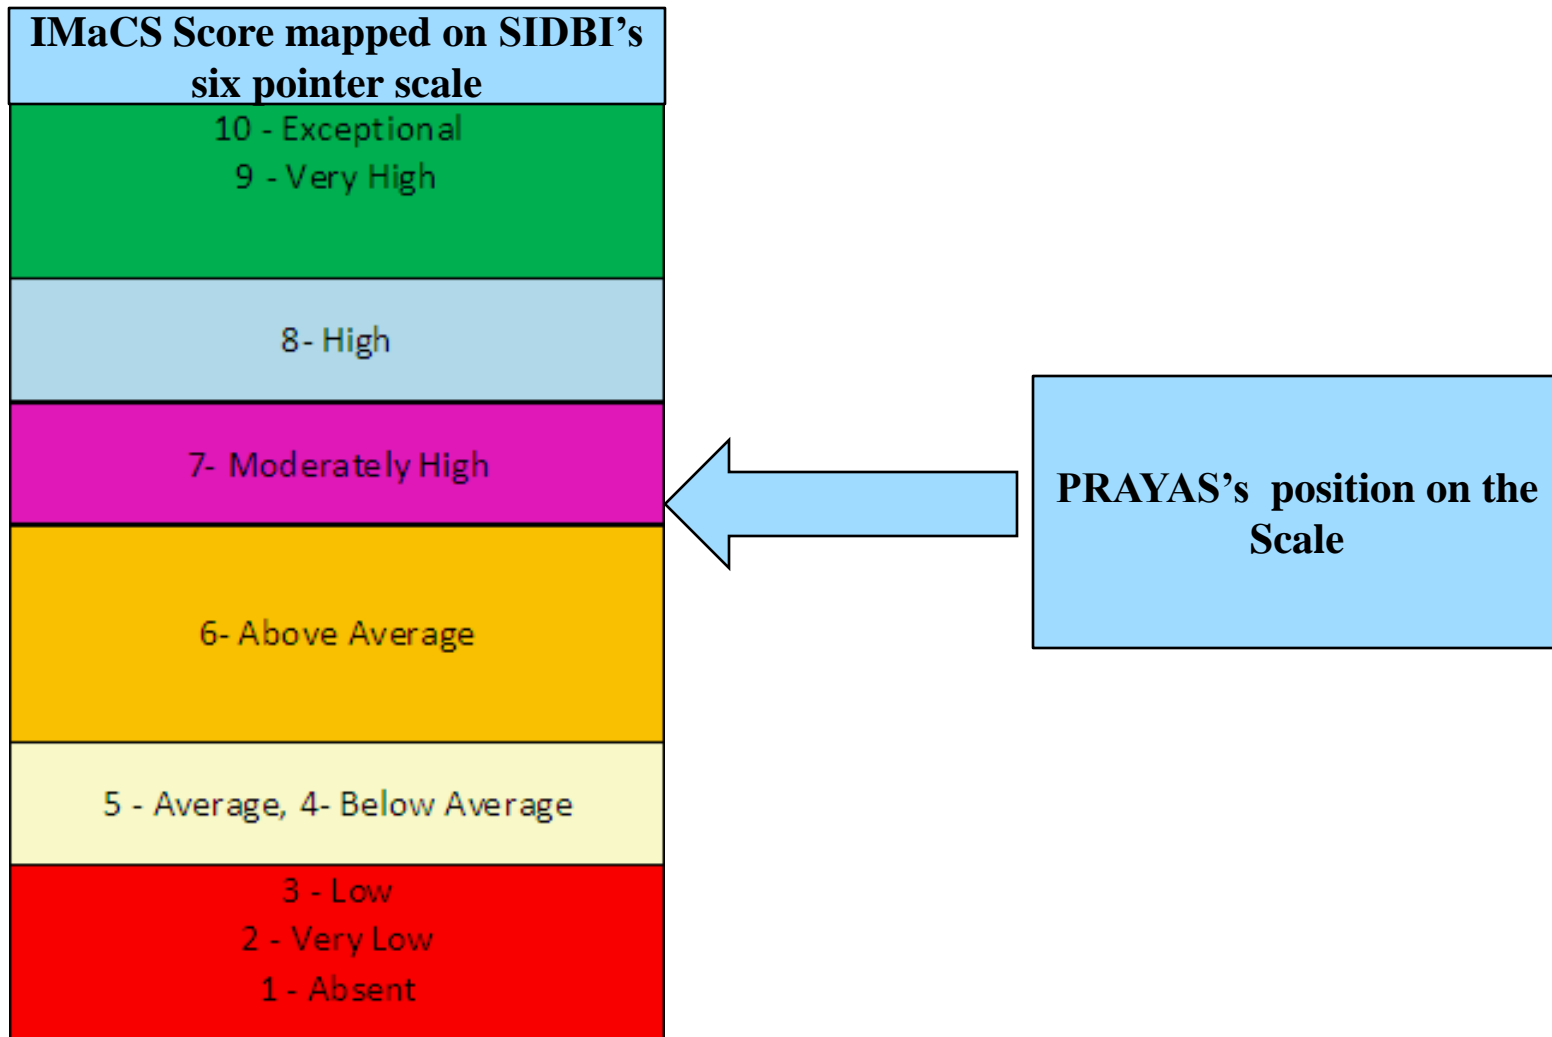 IMaCS Score mapped on SIDBI’s
six pointer scale
10 - Exceptional
9 - Very High
8- High
7- Moderately High
6- Above Average
5 - Average, 4- Below Average
3 - Low
2 - Very Low
1 - Absent
PRAYAS’s  position on the
Scale